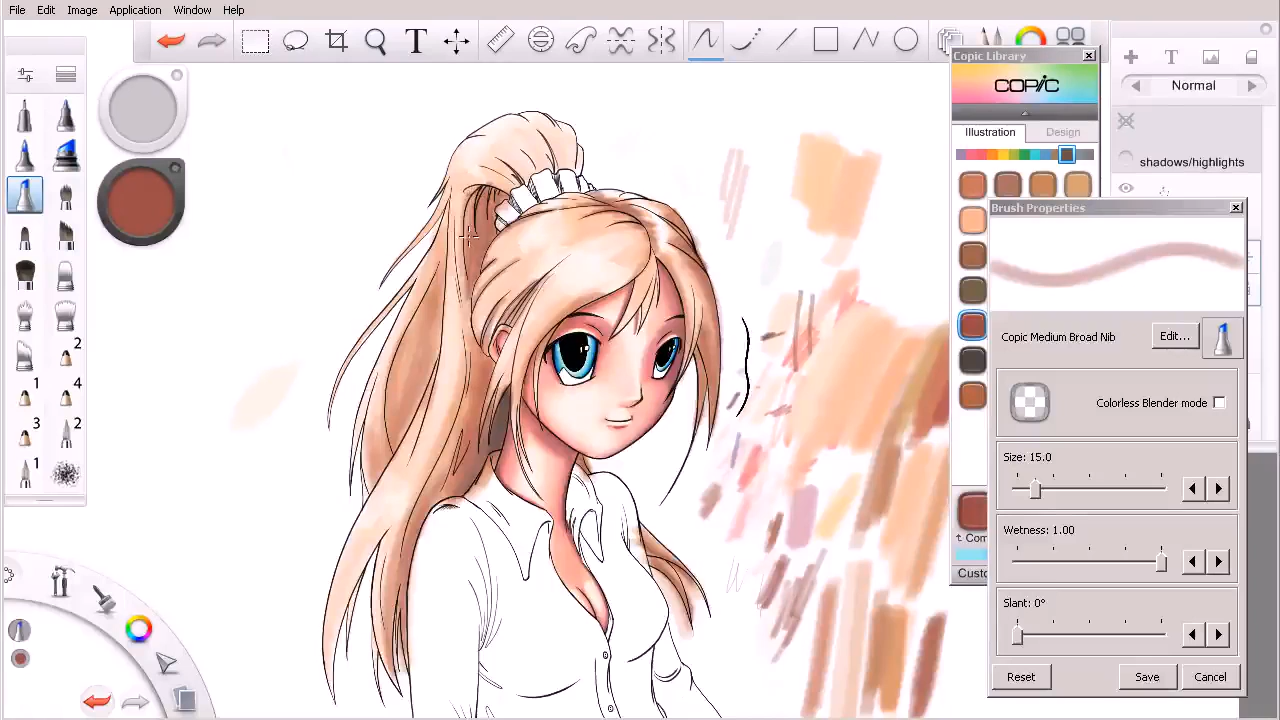 File Edit Image Application Window Help
T
Copic Library
COPIC
T
Normal
Illustration Design
shadows/highlights
Brush Properties
Copic Medium Broad Nib Edit...
Colorless Blender mode
Size: 15.0
Wetness: 1.00
Slant: 0°
Reset Save Cancel
1 4
3 2
1